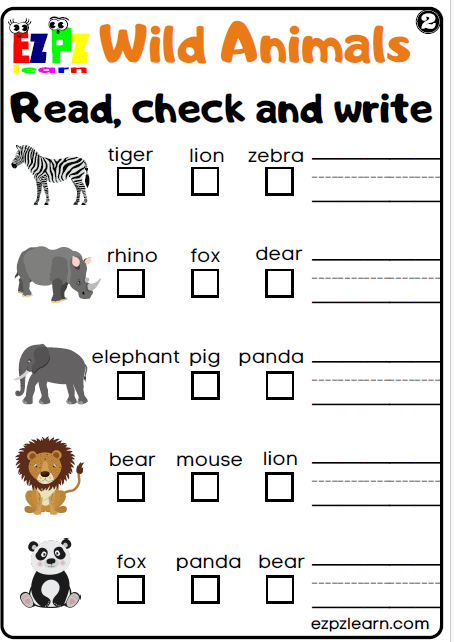 2
EZPZ
learn
Wild Animals
Read, check and write
tiger lion zebra
rhino fox dear
elephant pig panda
bear mouse lion
fox panda bear
ezpzlearn.com